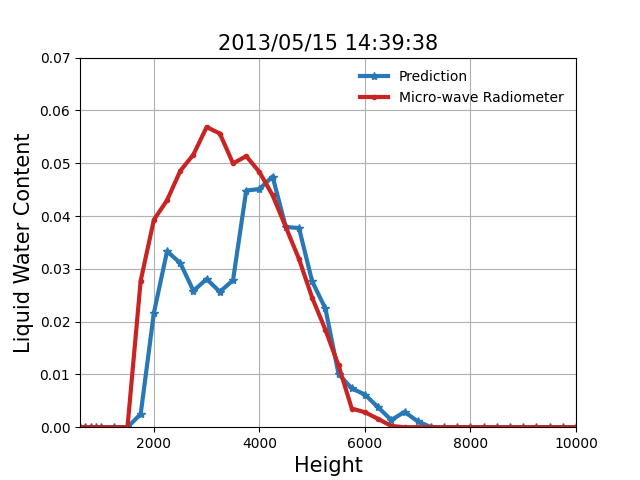 2013/05/15 14:39:38
0.07
0.06
0.05
0.04
0.03
0.02
0.01
0.00
Liquid Water Content
Prediction
Micro-wave Radiometer
2000 4000 6000 8000 10000
Height